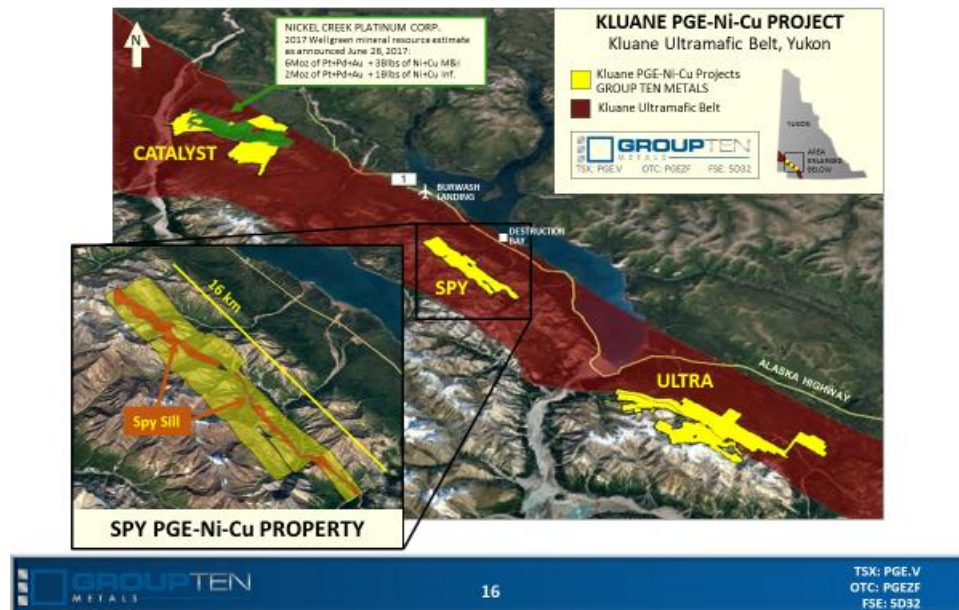 N
NICKEL CREEK PLATINUM CORP.
2017 Wellgreen mineral resource estimate
as announced June 26, 2017:
6Moz of Pt+Pd+Au + 3Blbs of Ni+Cu M&I
2Moz of Pt+Pd+Au + 1Blbs of Ni+Cu Inf.
KLUANE PGE-Ni-Cu PROJECT
Kluane Ultramafic Belt, Yukon
Kluane PGE-Ni-Cu Projects
GROUP TEN METALS
Kluane Ultramafic Belt
GROUP TEN
METALS
TSX: PGE.V OTC: PGEZF FSE: 5D32
YUKON
AREA
ENLARGED
BELOW
CATALYST
1
BURWASH
LANDING
DESTRUCTION
BAY
SPY
ULTRA
ALASKA HIGHWAY
16 km
Spy Sill
SPY PGE-Ni-Cu PROPERTY
GROUP TEN
METALS
16
TSX: PGE.V
OTC: PGEZF
FSE: 5D32